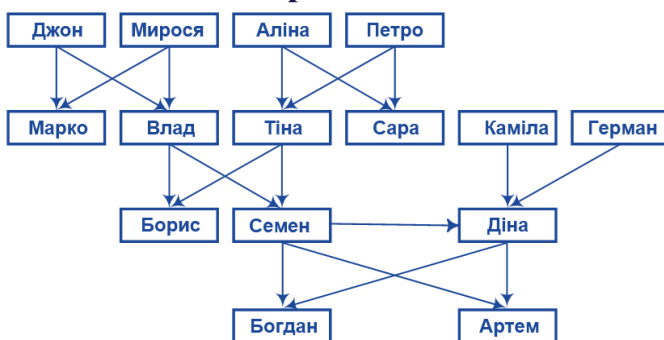 Джон Мирося Аліна Петро
Марко Влад Тіна Сара Каміла Герман
Борис Семен Діна
Богдан Артем